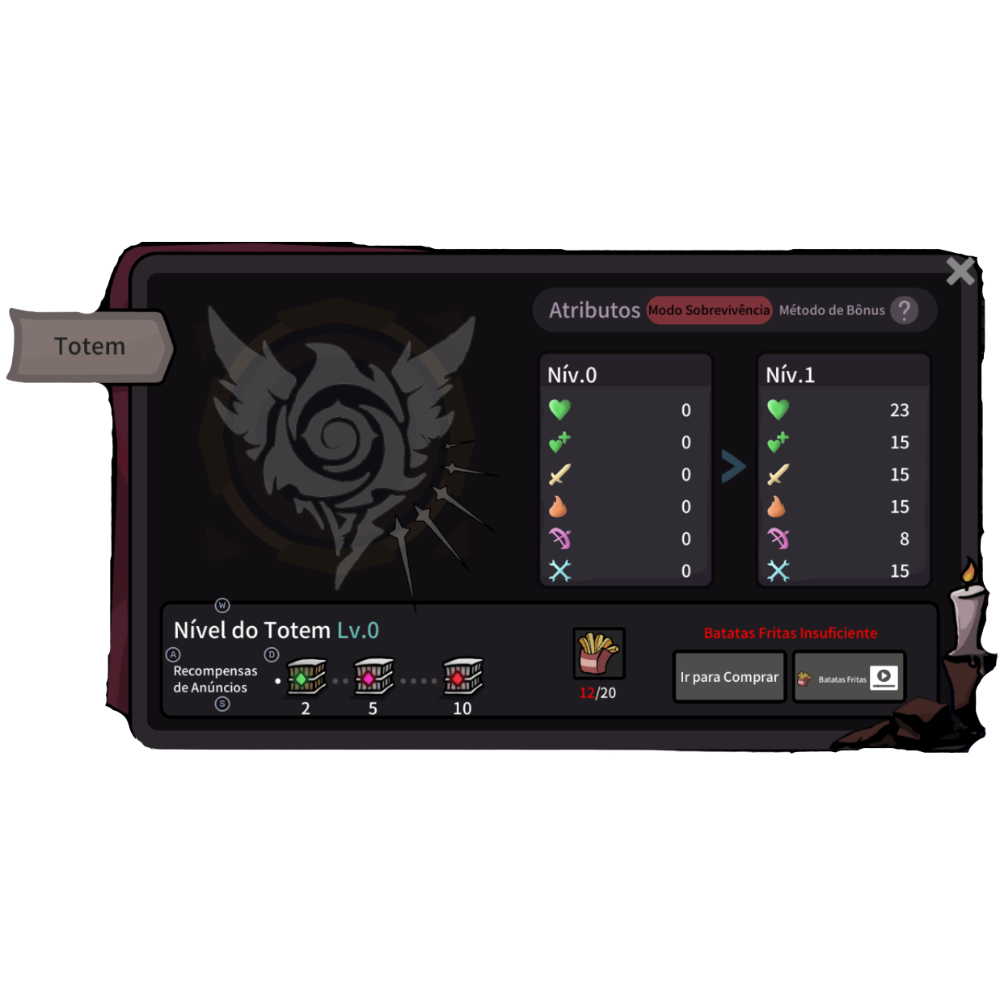 Totem
Atributos Modo Sobrevivência Método de Bônus ?
Nív.0
0
0
0
0
0
0
>
Nív.1
23
15
15
15
8
15
W
Nível do Totem Lv.0
A
D
Recompensas
de Anúncios
S
2
5
10
12/20
Batatas Fritas Insuficiente
Ir para Comprar
Batatas Fritas